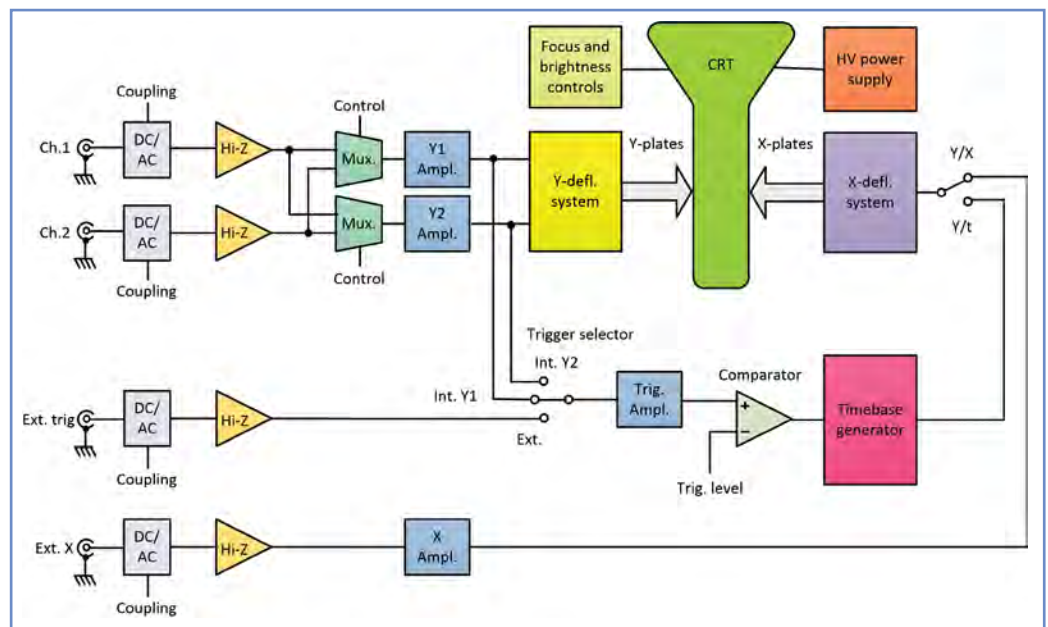 Focus and
brightness
controls
CRT
HV power
supply
Coupling
Control
Ch.1
DC/
AC
Hi-Z
Mux.
Y1
Ampl.
Y-defl.
system
Y-plates
X-plates
X-defl.
system
Y/X
Y/t
Ch.2
DC/
AC
Hi-Z
Mux.
Y2
Ampl.
Coupling
Control
Trigger selector
Int. Y2
Int. Y1
Ext.
Trig.
Ampl.
Comparator
+
−
Trig. level
Timebase
generator
Ext. trig
DC/
AC
Hi-Z
Coupling
Ext. X
DC/
AC
Hi-Z
X
Ampl.
Coupling